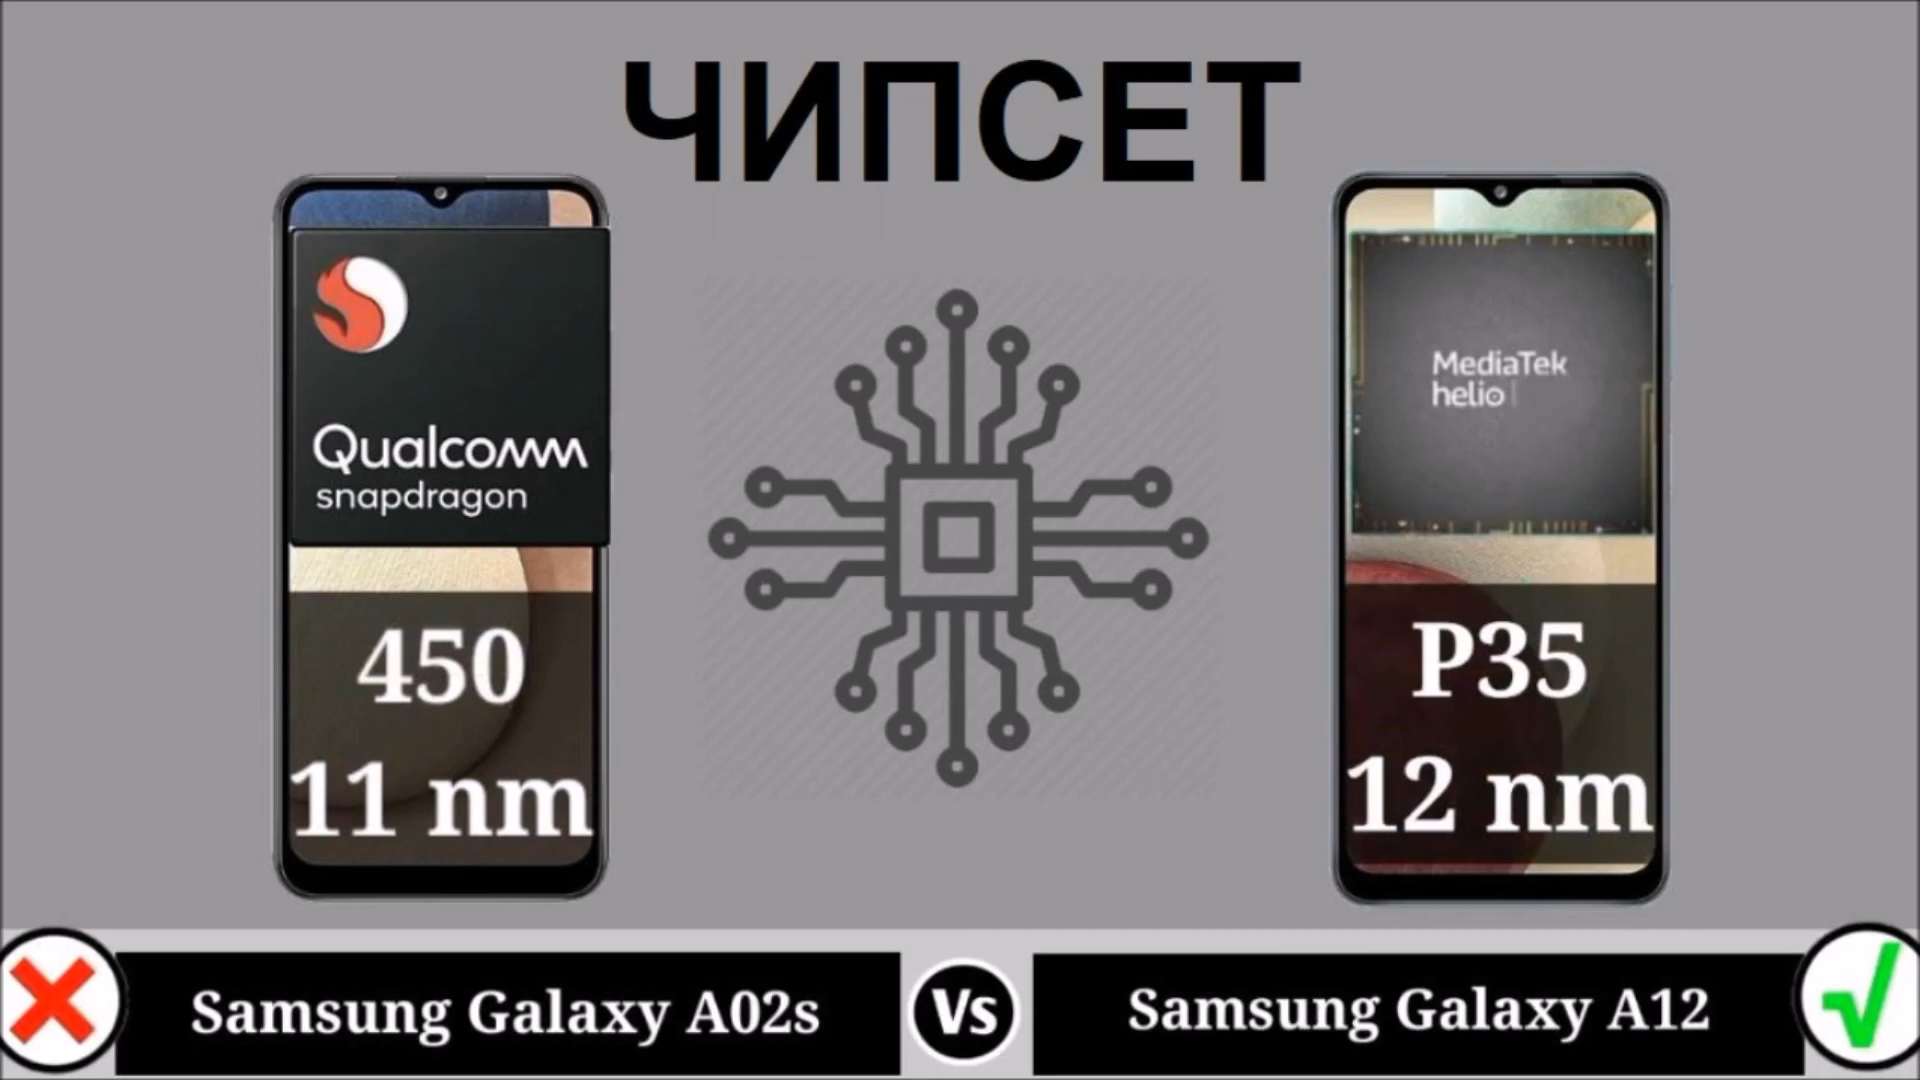 ЧИПСЕТ
Qualcomm
snapdragon
450
11 nm
MediaTek
helio
P35
12 nm
Samsung Galaxy A02s
Vs
Samsung Galaxy A12